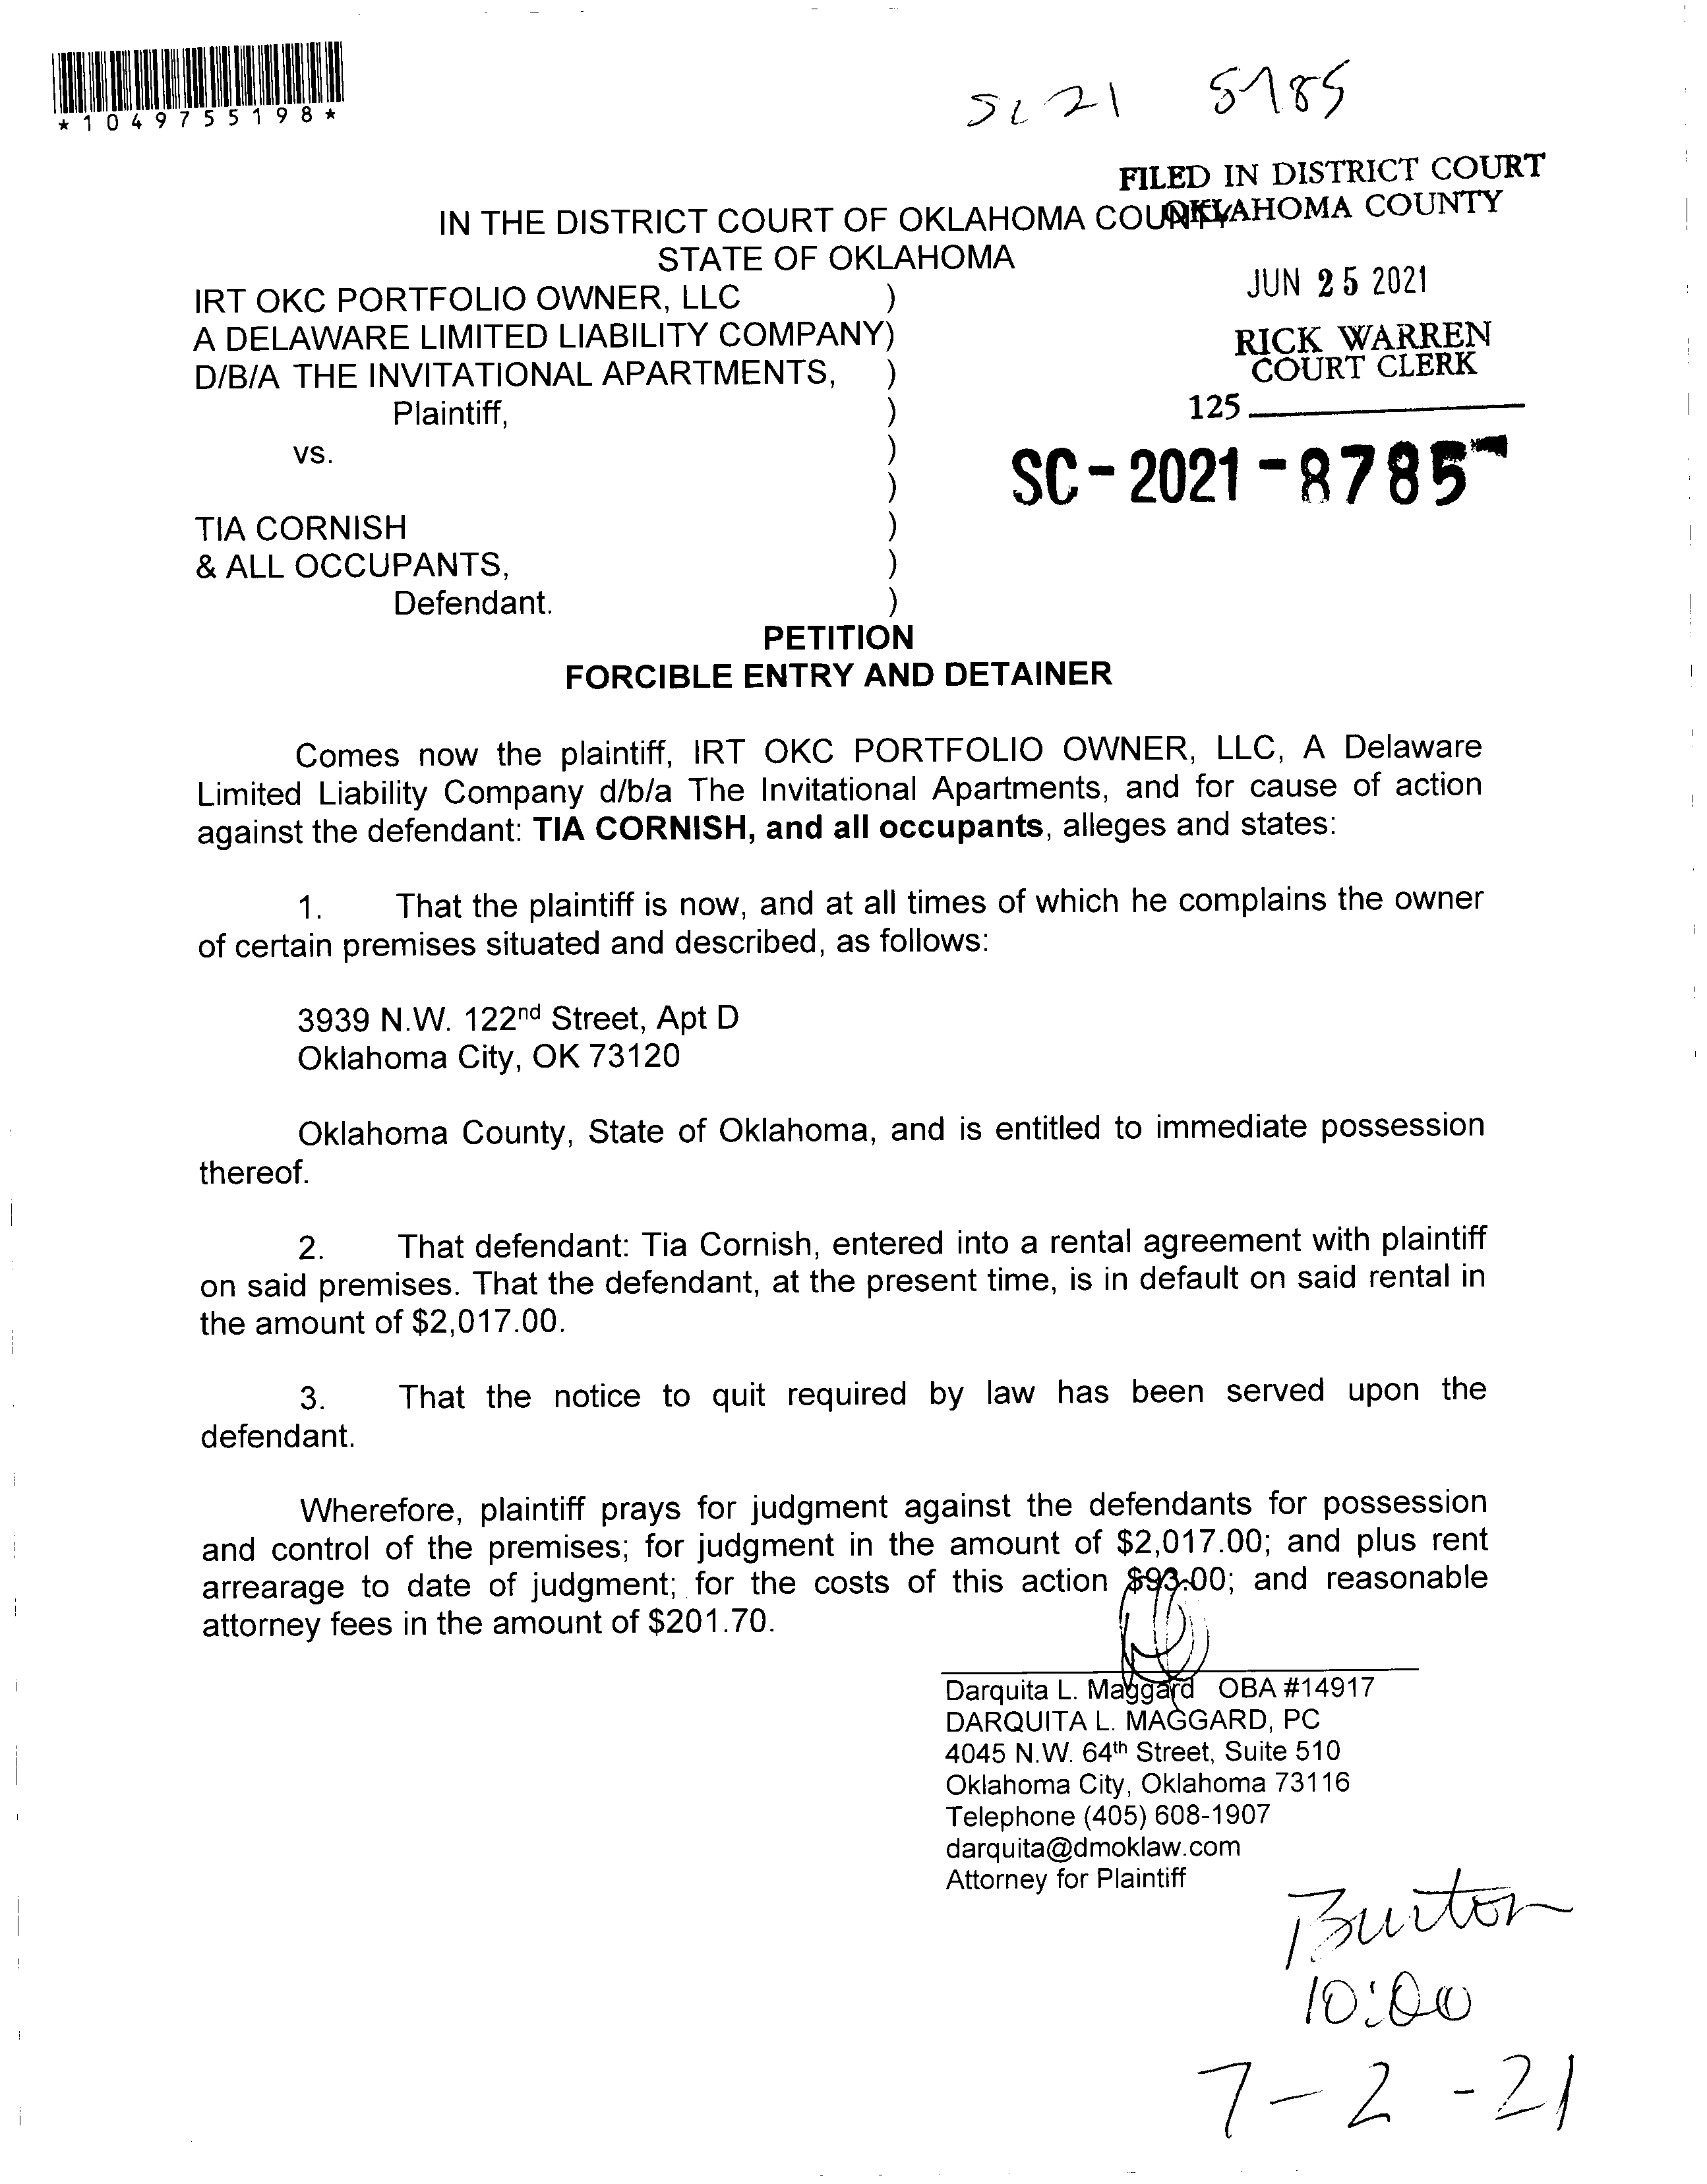 *1049755198*
SC 21 8785
FILED IN DISTRICT COURT
OKLAHOMA COUNTY
IN THE DISTRICT COURT OF OKLAHOMA COUNTY
STATE OF OKLAHOMA
JUN 25 2021
IRT OKC PORTFOLIO OWNER, LLC )
A DELAWARE LIMITED LIABILITY COMPANY)
D/B/A THE INVITATIONAL APARTMENTS, )
Plaintiff, )
vs. )
)
TIA CORNISH )
& ALL OCCUPANTS, )
Defendant. )
RICK WARREN
COURT CLERK
125
SC-2021-8785
PETITION
FORCIBLE ENTRY AND DETAINER
Comes now the plaintiff, IRT OKC PORTFOLIO OWNER, LLC, A Delaware
Limited Liability Company d/b/a The Invitational Apartments, and for cause of action
against the defendant: TIA CORNISH, and all occupants, alleges and states:
1. That the plaintiff is now, and at all times of which he complains the owner
of certain premises situated and described, as follows:
3939 N.W. 122nd Street, Apt D
Oklahoma City, OK 73120
Oklahoma County, State of Oklahoma, and is entitled to immediate possession
thereof.
2. That defendant: Tia Cornish, entered into a rental agreement with plaintiff
on said premises. That the defendant, at the present time, is in default on said rental in
the amount of $2,017.00.
3. That the notice to quit required by law has been served upon the
defendant.
Wherefore, plaintiff prays for judgment against the defendants for possession
and control of the premises; for judgment in the amount of $2,017.00; and plus rent
arrearage to date of judgment; for the costs of this action $93.00; and reasonable
attorney fees in the amount of $201.70.
Darquita L. Maggard OBA #14917
DARQUITA L. MAGGARD, PC
4045 N.W. 64th Street, Suite 510
Oklahoma City, Oklahoma 73116
Telephone (405) 608-1907
darquita@dmoklaw.com
Attorney for Plaintiff
Burton
10:00
7-2-21